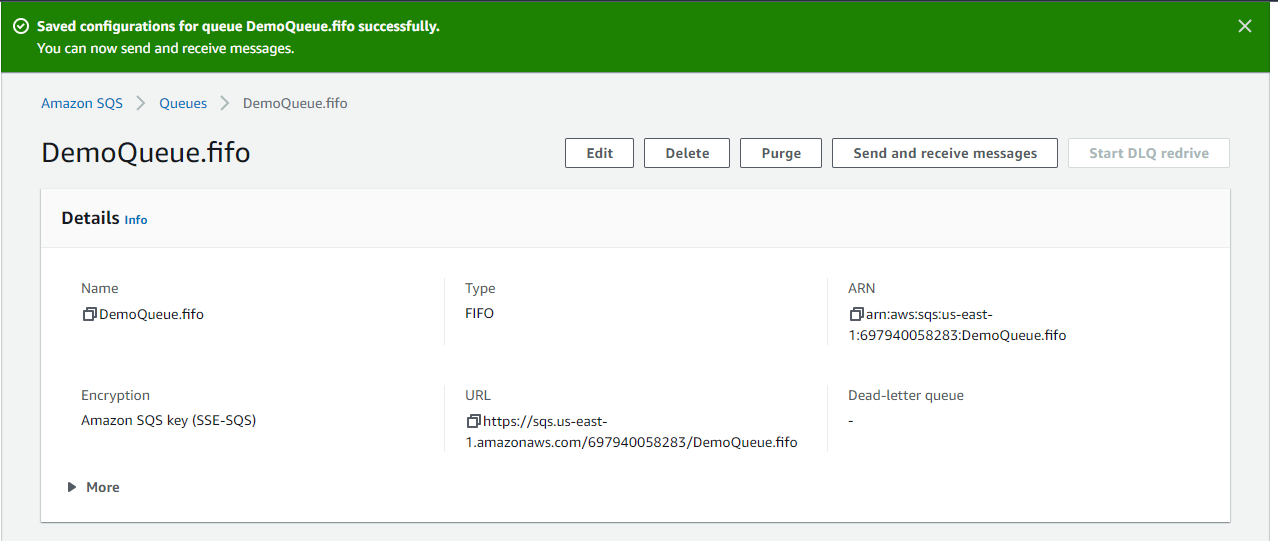 Saved configurations for queue DemoQueue.fifo successfully.
You can now send and receive messages.
Amazon SQS > Queues > DemoQueue.fifo
DemoQueue.fifo
Edit
Delete
Purge
Send and receive messages
Start DLQ redrive
Details Info
Name
DemoQueue.fifo
Type
FIFO
ARN
arn:aws:sqs:us-east-
1:697940058283:DemoQueue.fifo
Encryption
Amazon SQS key (SSE-SQS)
URL
https://sqs.us-east-
1.amazonaws.com/697940058283/DemoQueue.fifo
Dead-letter queue
-
More